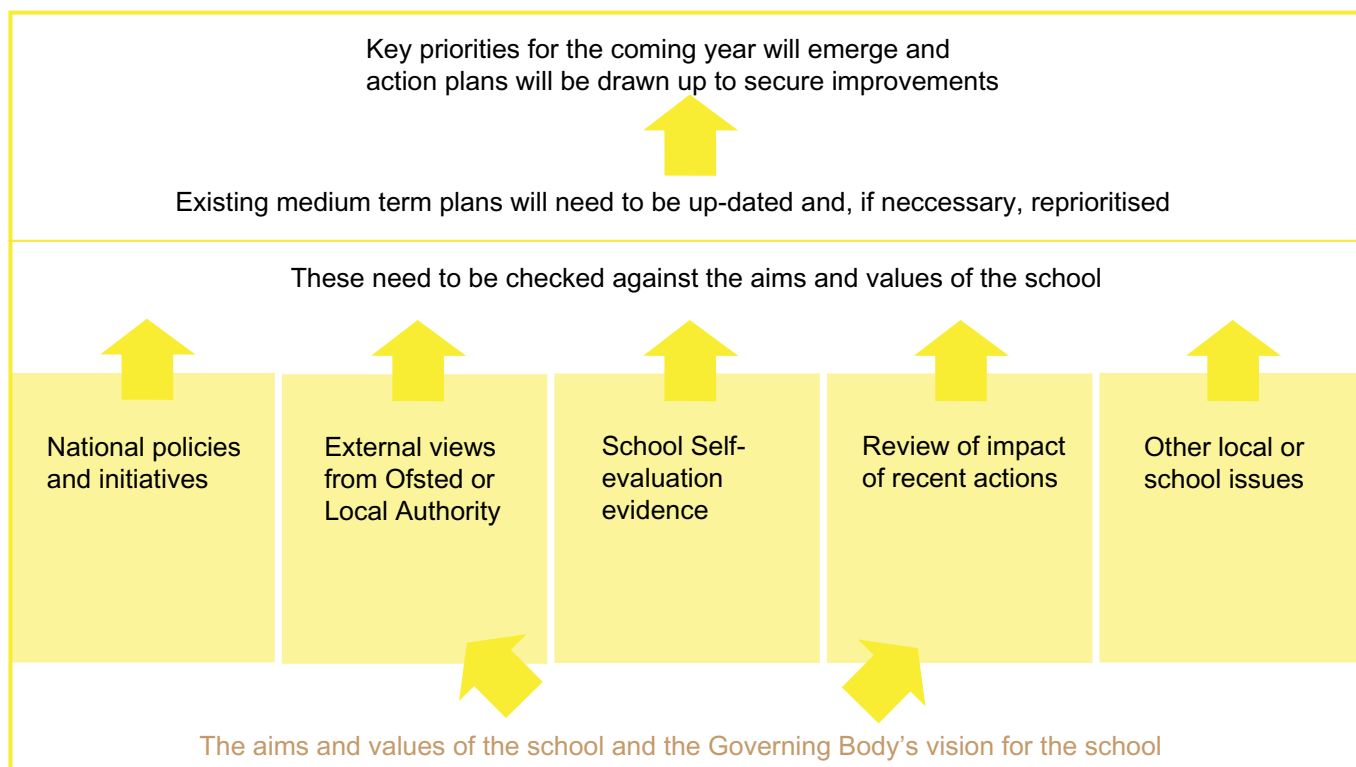 Key priorities for the coming year will emerge and
action plans will be drawn up to secure improvements
Existing medium term plans will need to be up-dated and, if neccessary, reprioritised
These need to be checked against the aims and values of the school
National policies
and initiatives
External views
from Ofsted or
Local Authority
School Self-
evaluation
evidence
Review of impact
of recent actions
Other local or
school issues
The aims and values of the school and the Governing Body’s vision for the school